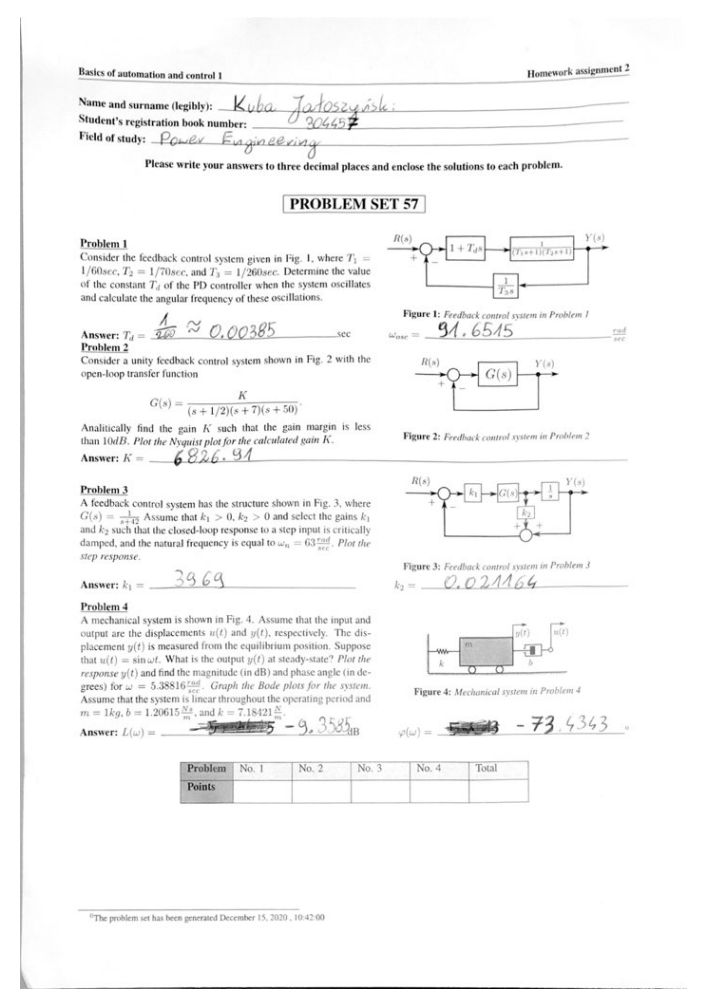 Basics of automation and control 1
Homework assignment 2
Name and surname (legibly): Kuba Jałoszyński
Student's registration book number: 304457
Field of study: Power Engineering
Please write your answers to three decimal places and enclose the solutions to each problem.
PROBLEM SET 57
Problem 1
Consider the feedback control system given in Fig. 1, where T₁ =
1/60sec, T₂ = 1/70sec, and T₃ = 1/260sec. Determine the value
of the constant T_d of the PD controller when the system oscillates
and calculate the angular frequency of these oscillations.
R(s) + − 1 + T_d s 1/((T₁s+1)(T₂s+1)) Y(s)
1/(T₃s)
Figure 1: Feedback control system in Problem 1
Answer: T_d = 1/260 ≈ 0.00385 sec
ω_osc = 91.6515 rad/sec
Problem 2
Consider a unity feedback control system shown in Fig. 2 with the
open-loop transfer function
G(s) = K/((s + 1/2)(s + 7)(s + 50)).
Analytically find the gain K such that the gain margin is less
than 10dB. Plot the Nyquist plot for the calculated gain K.
Answer: K = 6826.91
R(s) + − G(s) Y(s)
Figure 2: Feedback control system in Problem 2
Problem 3
A feedback control system has the structure shown in Fig. 3, where
G(s) = 1/(s+42) Assume that k₁ > 0, k₂ > 0 and select the gains k₁
and k₂ such that the closed-loop response to a step input is critically
damped, and the natural frequency is equal to ω_n = 63 rad/sec. Plot the
step response.
R(s) + − k₁ G(s) 1/s Y(s)
k₂
+ +
Figure 3: Feedback control system in Problem 3
Answer: k₁ = 3969
k₂ = 0.021164
Problem 4
A mechanical system is shown in Fig. 4. Assume that the input and
output are the displacements u(t) and y(t), respectively. The dis-
placement y(t) is measured from the equilibrium position. Suppose
that u(t) = sin ωt. What is the output y(t) at steady-state? Plot the
response y(t) and find the magnitude (in dB) and phase angle (in de-
grees) for ω = 5.38816 rad/sec. Graph the Bode plots for the system.
Assume that the system is linear throughout the operating period and
m = 1kg, b = 1.20615 Ns/m, and k = 7.18421 N/m.
y(t) u(t)
m
k b
Figure 4: Mechanical system in Problem 4
Answer: L(ω) = -9.3585 dB
φ(ω) = -73.4343 °
Problem No. 1 No. 2 No. 3 No. 4 Total
Points
⁰The problem set has been generated December 15, 2020 , 10:42:00